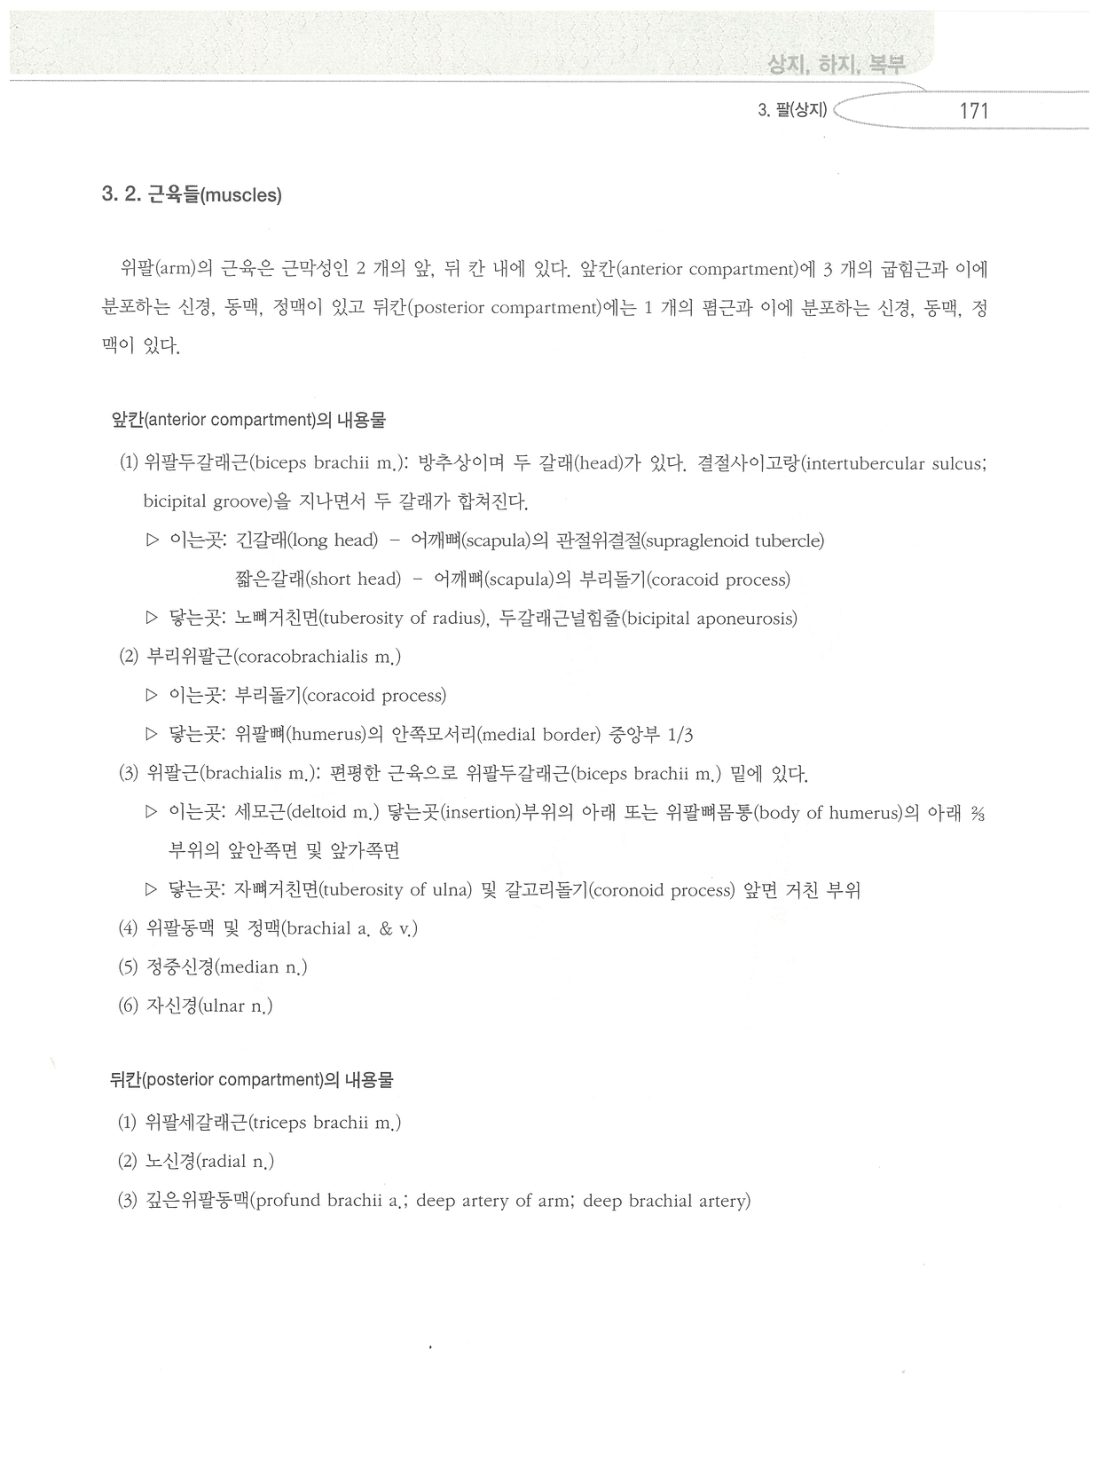 상지, 하지, 복부
3. 팔(상지)
171
3. 2. 근육들(muscles)
위팔(arm)의 근육은 근막성인 2 개의 앞, 뒤 칸 내에 있다. 앞칸(anterior compartment)에 3 개의 굽힘근과 이에
분포하는 신경, 동맥, 정맥이 있고 뒤칸(posterior compartment)에는 1 개의 폄근과 이에 분포하는 신경, 동맥, 정
맥이 있다.
앞칸(anterior compartment)의 내용물
(1) 위팔두갈래근(biceps brachii m.): 방추상이며 두 갈래(head)가 있다. 결절사이고랑(intertubercular sulcus;
bicipital groove)을 지나면서 두 갈래가 합쳐진다.
▷ 이는곳: 긴갈래(long head) - 어깨뼈(scapula)의 관절위결절(supraglenoid tubercle)
짧은갈래(short head) - 어깨뼈(scapula)의 부리돌기(coracoid process)
▷ 닿는곳: 노뼈거친면(tuberosity of radius), 두갈래근널힘줄(bicipital aponeurosis)
(2) 부리위팔근(coracobrachialis m.)
▷ 이는곳: 부리돌기(coracoid process)
▷ 닿는곳: 위팔뼈(humerus)의 안쪽모서리(medial border) 중앙부 1/3
(3) 위팔근(brachialis m.): 편평한 근육으로 위팔두갈래근(biceps brachii m.) 밑에 있다.
▷ 이는곳: 세모근(deltoid m.) 닿는곳(insertion)부위의 아래 또는 위팔뼈몸통(body of humerus)의 아래 ⅔
부위의 앞안쪽면 및 앞가쪽면
▷ 닿는곳: 자뼈거친면(tuberosity of ulna) 및 갈고리돌기(coronoid process) 앞면 거친 부위
(4) 위팔동맥 및 정맥(brachial a. & v.)
(5) 정중신경(median n.)
(6) 자신경(ulnar n.)
뒤칸(posterior compartment)의 내용물
(1) 위팔세갈래근(triceps brachii m.)
(2) 노신경(radial n.)
(3) 깊은위팔동맥(profund brachii a.; deep artery of arm; deep brachial artery)